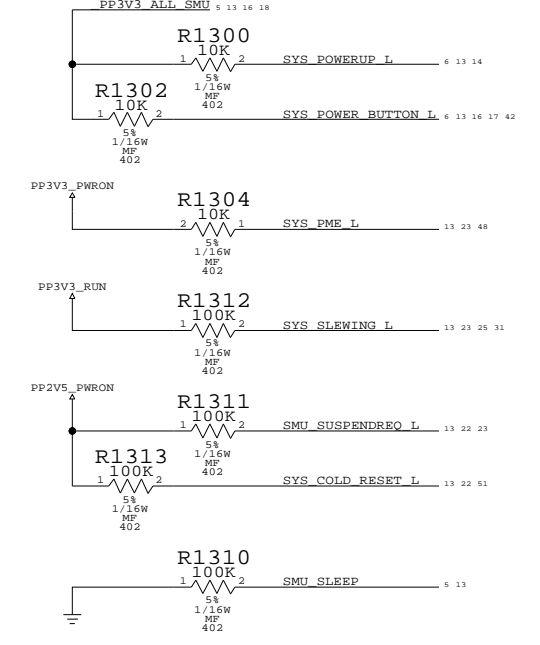 PP3V3_ALL_SMU 5 13 16 18
R1300
10K
1 2 SYS_POWERUP_L 6 13 14
5%
1/16W
MF
402
R1302
10K
1 2 SYS_POWER_BUTTON_L 6 13 16 17 42
5%
1/16W
MF
402
PP3V3_PWRON
R1304
10K
2 1 SYS_PME_L 13 23 48
5%
1/16W
MF
402
PP3V3_RUN
R1312
100K
1 2 SYS_SLEWING_L 13 23 25 31
5%
1/16W
MF
402
PP2V5_PWRON
R1311
100K
1 2 SMU_SUSPENDREQ_L 13 22 23
5%
1/16W
MF
402
R1313
100K
1 2 SYS_COLD_RESET_L 13 22 51
5%
1/16W
MF
402
R1310
100K
1 2 SMU_SLEEP 5 13
5%
1/16W
MF
402